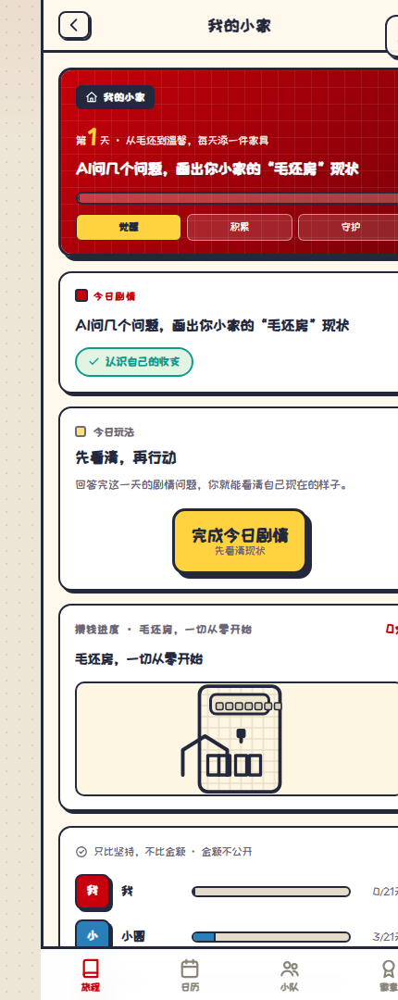 我的小家
我的小家
第1天 · 从毛坯到温馨，每天添一件家具
AI问几个问题，画出你小家的“毛坯房”现状
觉醒
积累
守护
今日剧情
AI问几个问题，画出你小家的“毛坯房”现状
认识自己的收支
今日玩法
先看清，再行动
回答完这一天的剧情问题，你就能看清自己现在的样子。
完成今日剧情
先看清现状
攒钱进度 · 毛坯房，一切从零开始
毛坯房，一切从零开始
只比坚持，不比金额 · 金额不公开
我 我 0/21
小 小圆 3/21
旅程
日历
小队
徽章